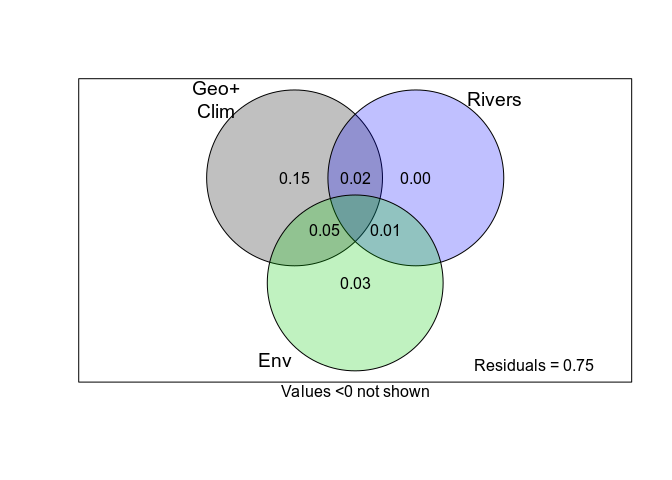 Geo+
Clim
Rivers
0.15
0.02
0.00
0.05
0.01
0.03
Env
Residuals = 0.75
Values <0 not shown